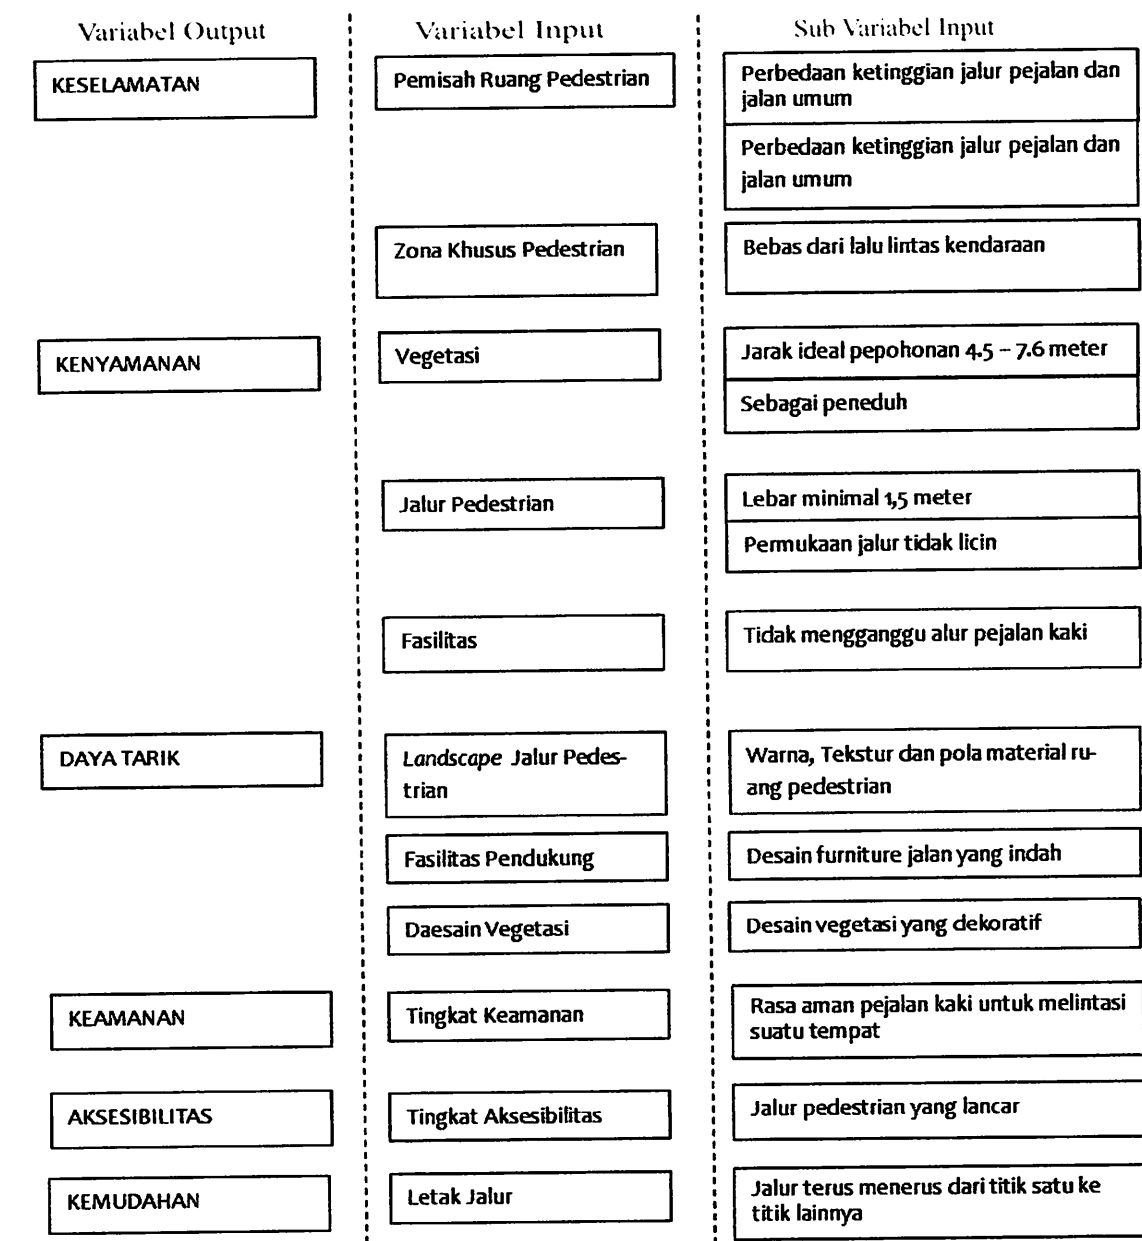 Variabel Output
Variabel Input
Sub Variabel Input
KESELAMATAN
Pemisah Ruang Pedestrian
Perbedaan ketinggian jalur pejalan dan
jalan umum
Perbedaan ketinggian jalur pejalan dan
jalan umum
Zona Khusus Pedestrian
Bebas dari lalu lintas kendaraan
KENYAMANAN
Vegetasi
Jarak ideal pepohonan 4.5 – 7.6 meter
Sebagai peneduh
Jalur Pedestrian
Lebar minimal 1,5 meter
Permukaan jalur tidak licin
Fasilitas
Tidak mengganggu alur pejalan kaki
DAYA TARIK
Landscape Jalur Pedes-
trian
Warna, Tekstur dan pola material ru-
ang pedestrian
Fasilitas Pendukung
Desain furniture jalan yang indah
Daesain Vegetasi
Desain vegetasi yang dekoratif
KEAMANAN
Tingkat Keamanan
Rasa aman pejalan kaki untuk melintasi
suatu tempat
AKSESIBILITAS
Tingkat Aksesibilitas
Jalur pedestrian yang lancar
KEMUDAHAN
Letak Jalur
Jalur terus menerus dari titik satu ke
titik lainnya